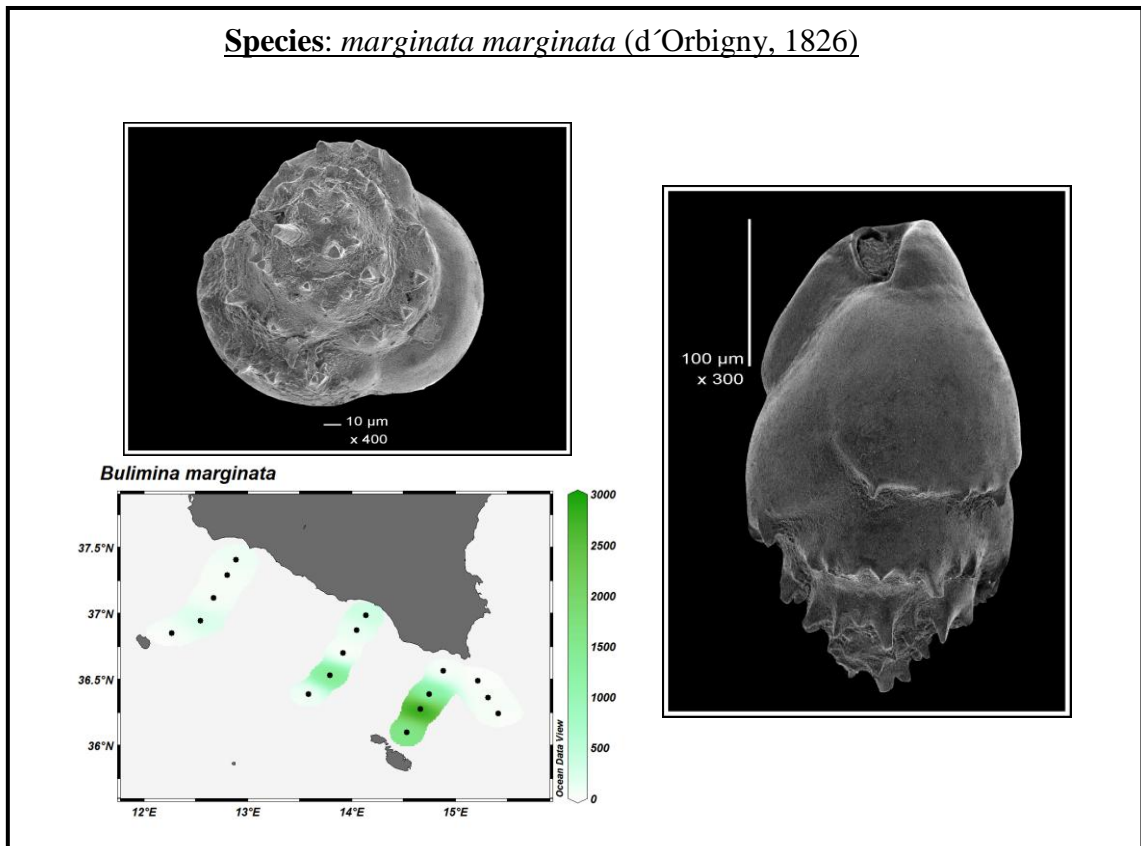 Species: marginata marginata (d´Orbigny, 1826)
10 µm
x 400
100 µm
x 300
Bulimina marginata
37.5°N
37°N
36.5°N
36°N
12°E
13°E
14°E
15°E
3000
2500
2000
1500
1000
500
0
Ocean Data View